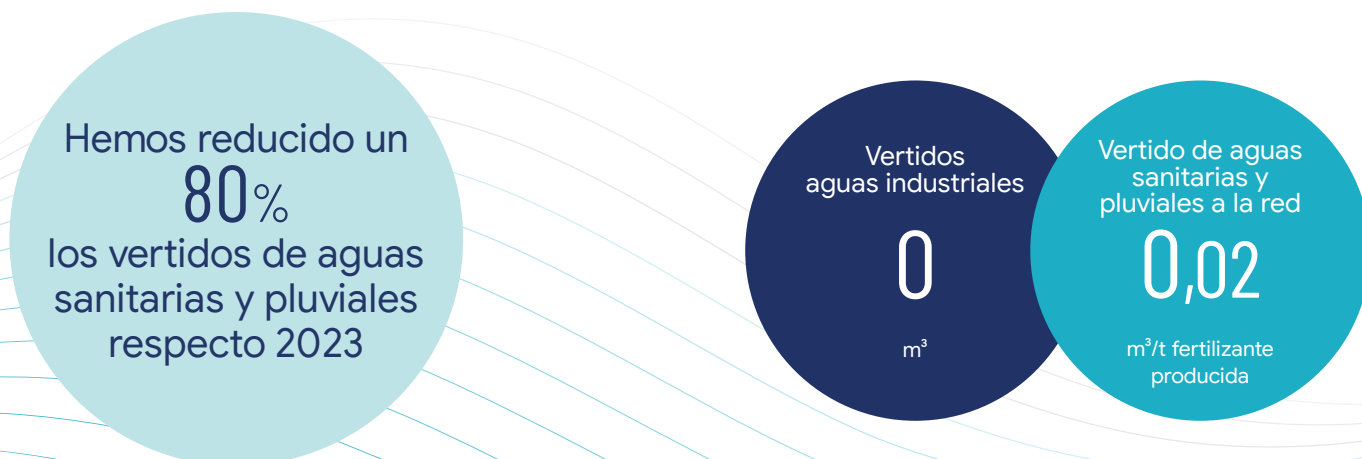 Hemos reducido un
80%
los vertidos de aguas
sanitarias y pluviales
respecto 2023
Vertidos
aguas industriales
0
m³
Vertido de aguas
sanitarias y
pluviales a la red
0,02
m³/t fertilizante
producida